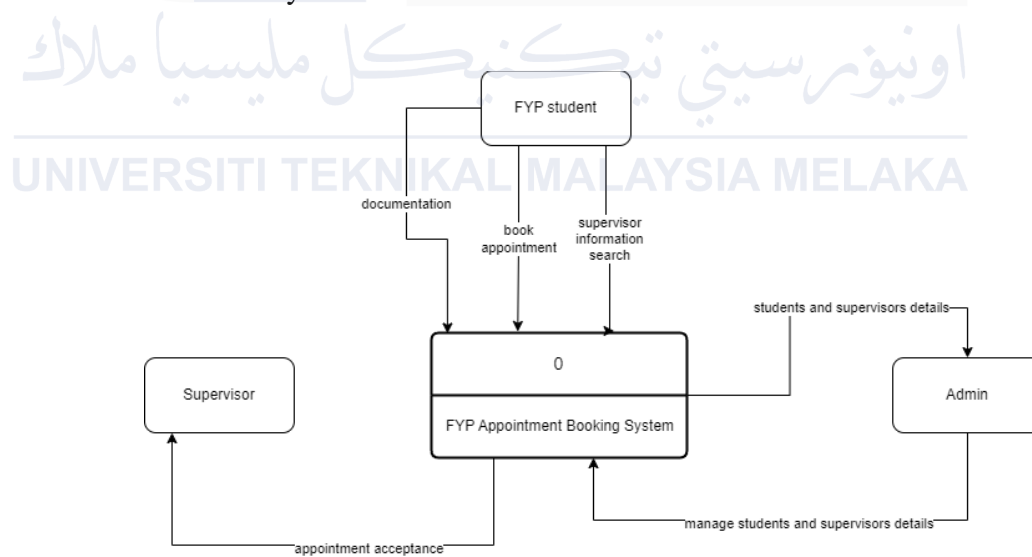 اونيۏرسيتي تيكنيكل مليسيا ملاك
FYP student
UNIVERSITI TEKNIKAL MALAYSIA MELAKA
documentation
book
appointment
supervisor
information
search
students and supervisors details
0
Supervisor
Admin
FYP Appointment Booking System
manage students and supervisors details
appointment acceptance